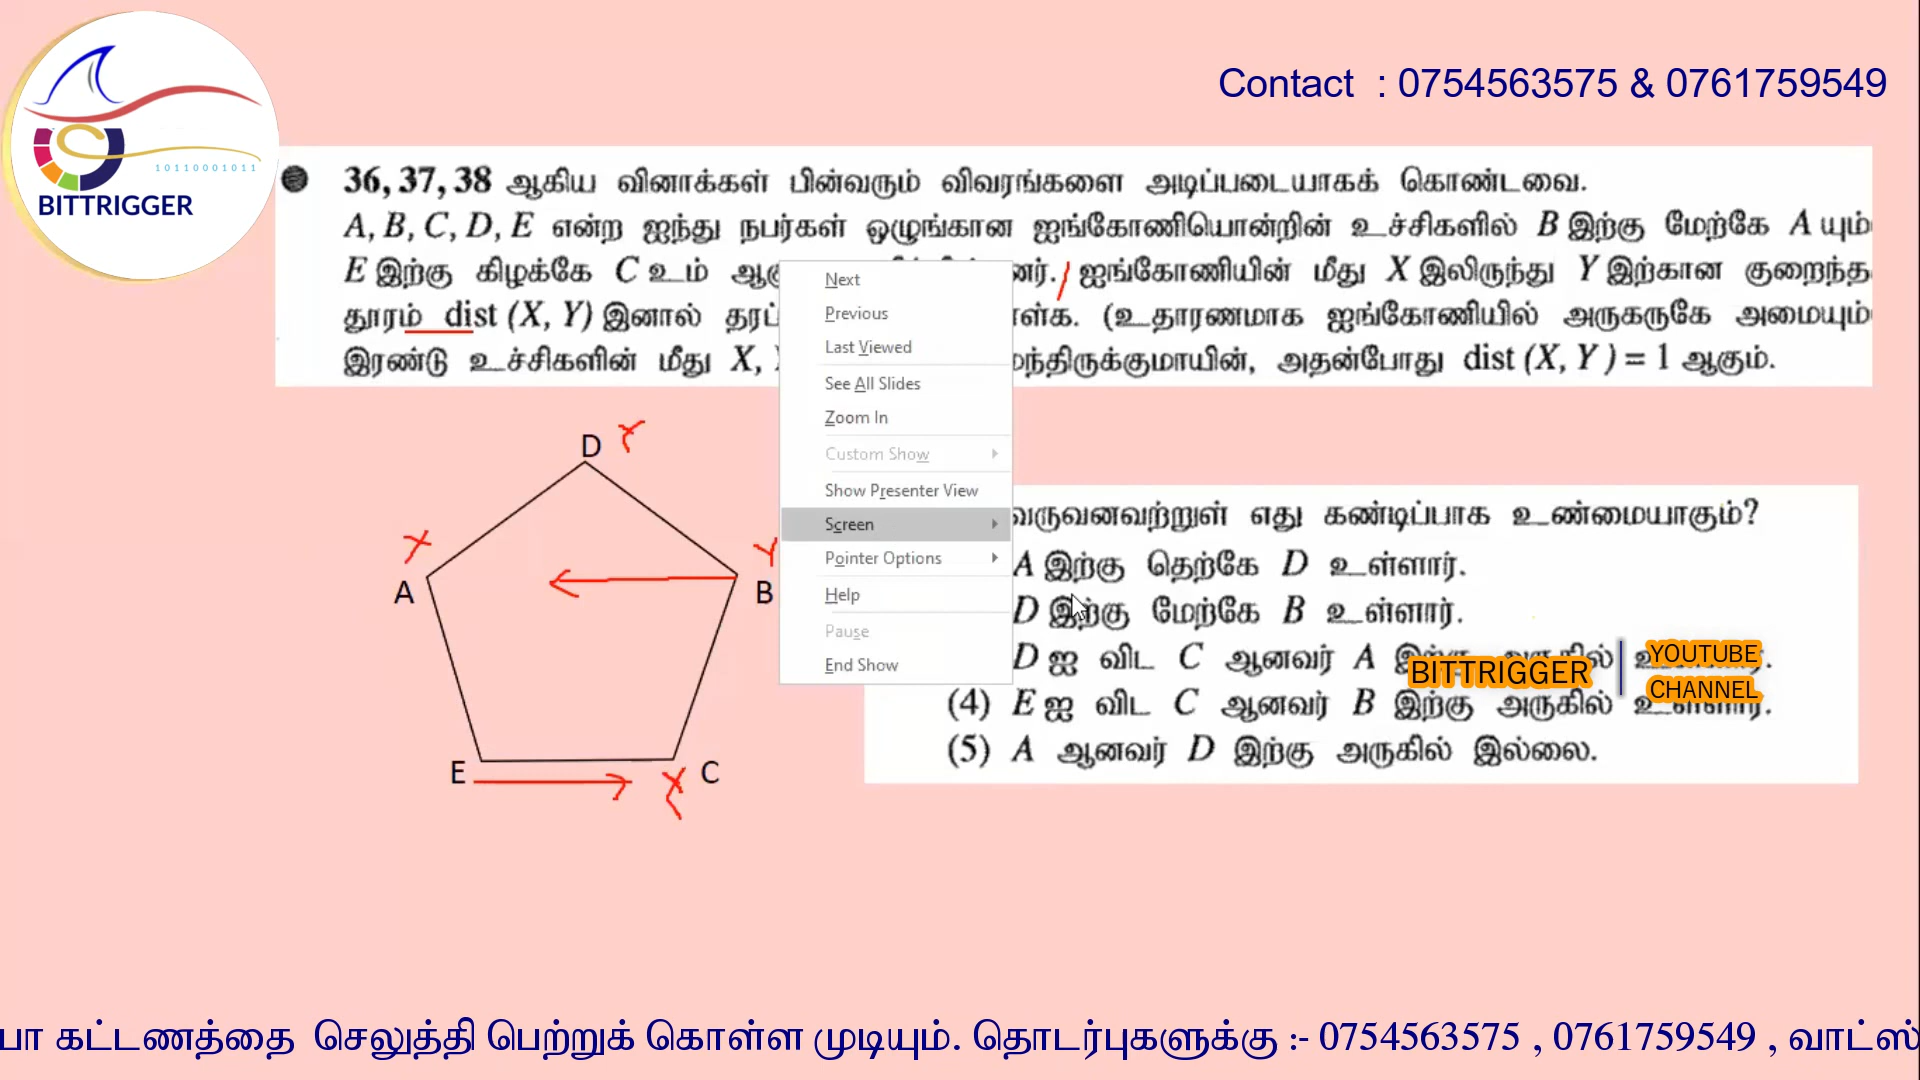 Contact : 0754563575 & 0761759549
10110001011
BITTRIGGER
36, 37, 38 ஆகிய வினாக்கள் பின்வரும் விவரங்களை அடிப்படையாகக் கொண்டவை.
A, B, C, D, E என்ற ஐந்து நபர்கள் ஒழுங்கான ஐங்கோணியொன்றின் உச்சிகளில் B இற்கு மேற்கே A யும்
E இற்கு கிழக்கே C உம் ஐங்கோணியின் மீது X இலிருந்து Y இற்கான குறைந்த
தூரம் dist (X, Y) இனால் (உதாரணமாக ஐங்கோணியில் அருகருகே அமையும்
இரண்டு உச்சிகளின் மீது X, அதன்போது dist (X, Y) = 1 ஆகும்.
Next
Previous
Last Viewed
See All Slides
Zoom In
Custom Show
Show Presenter View
Screen
Pointer Options
Help
Pause
End Show
D
A
B
E
C
X
Y
வருவனவற்றுள் எது கண்டிப்பாக உண்மையாகும்?
A இற்கு தெற்கே D உள்ளார்.
D இற்கு மேற்கே B உள்ளார்.
D ஐ விட C ஆனவர் A
(4) E ஐ விட C ஆனவர் B இற்கு அருகில் உள்ளார்.
(5) A ஆனவர் D இற்கு அருகில் இல்லை.
BITTRIGGER
YOUTUBE
CHANNEL
கட்டணத்தை செலுத்தி பெற்றுக் கொள்ள முடியும். தொடர்புகளுக்கு :- 0754563575 , 0761759549 ,